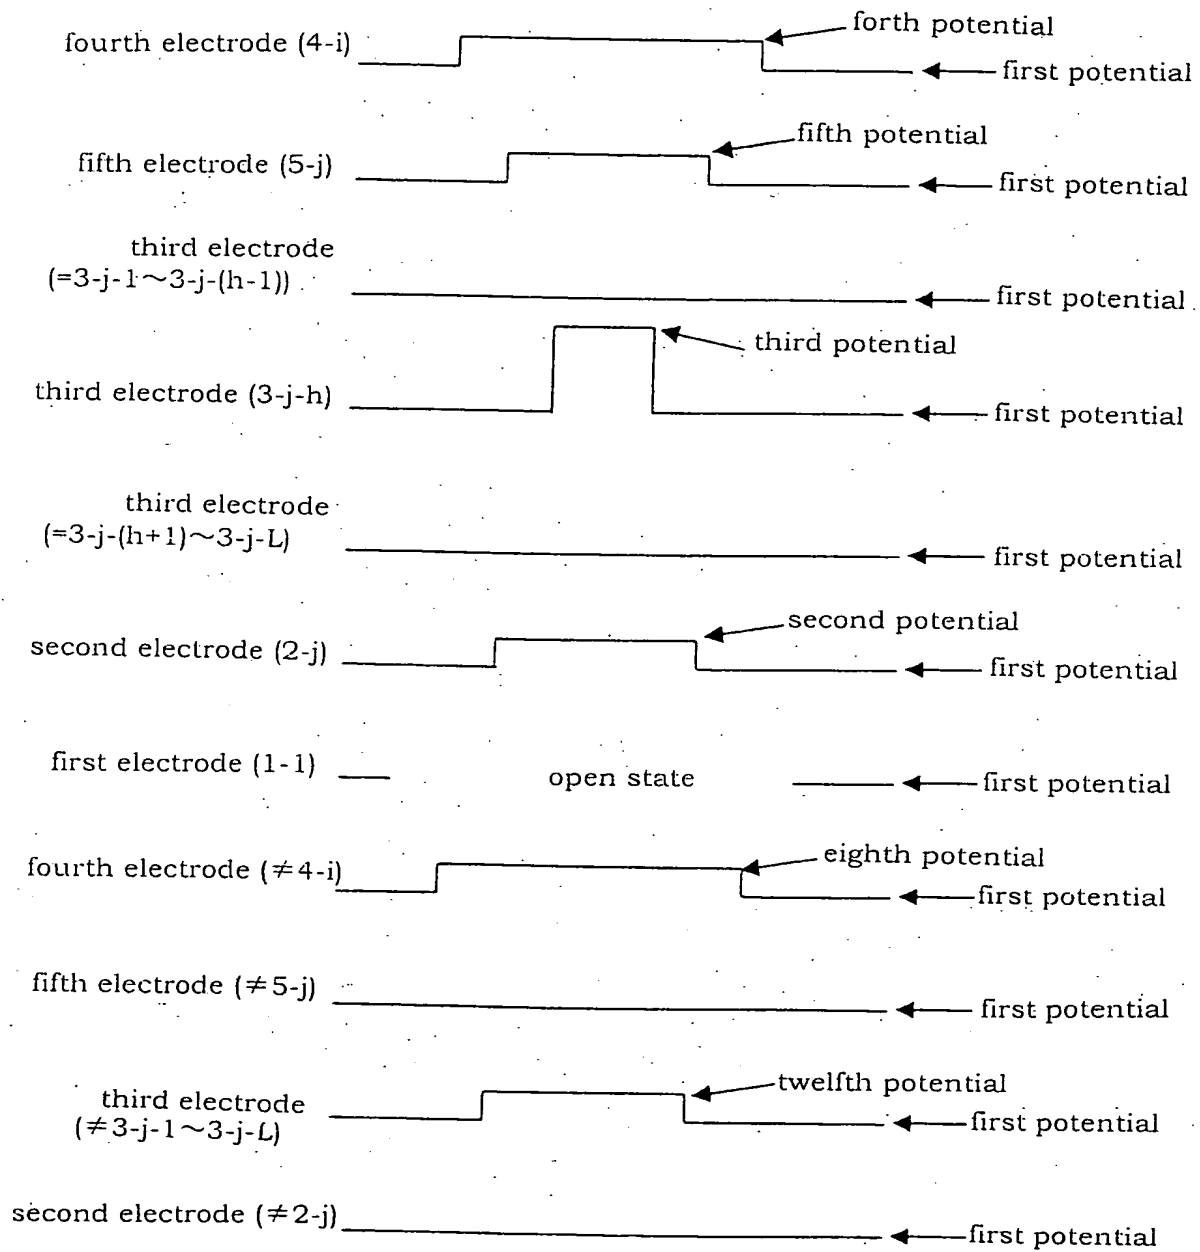 forth potential
fourth electrode (4-i)
first potential
fifth potential
fifth electrode (5-j)
first potential
third electrode
(=3-j-1～3-j-(h-1))
first potential
third potential
third electrode (3-j-h)
first potential
third electrode
(=3-j-(h+1)～3-j-L)
first potential
second potential
second electrode (2-j)
first potential
first electrode (1-1)
open state
first potential
eighth potential
fourth electrode (≠4-i)
first potential
fifth electrode (≠5-j)
first potential
twelfth potential
third electrode
(≠3-j-1～3-j-L)
first potential
second electrode (≠2-j)
first potential